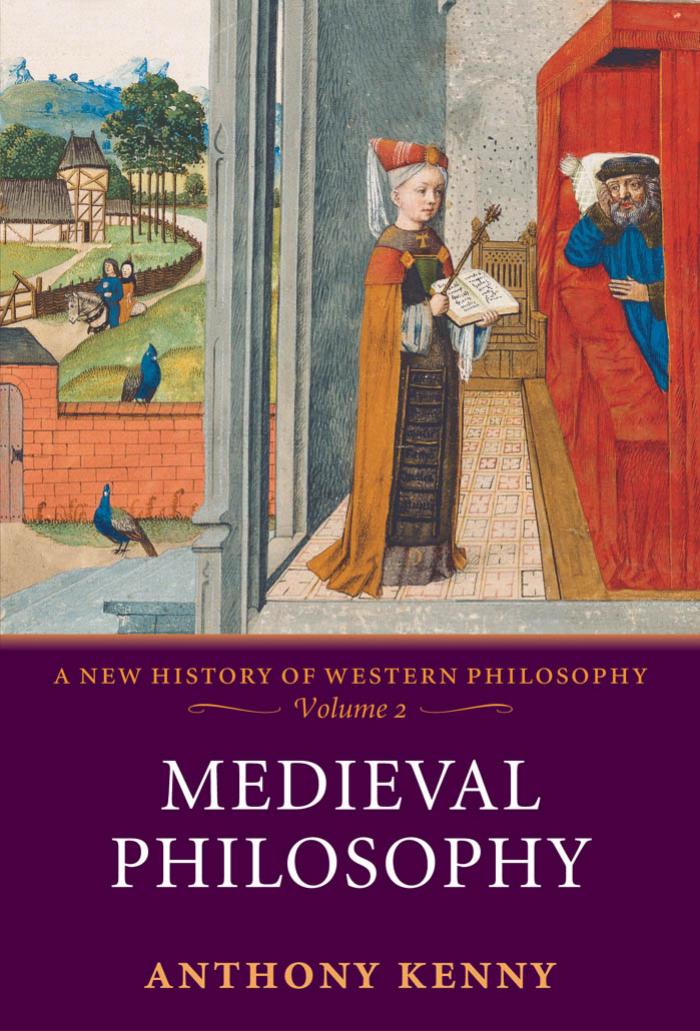 A NEW HISTORY OF WESTERN PHILOSOPHY
Volume 2
MEDIEVAL
PHILOSOPHY
ANTHONY KENNY